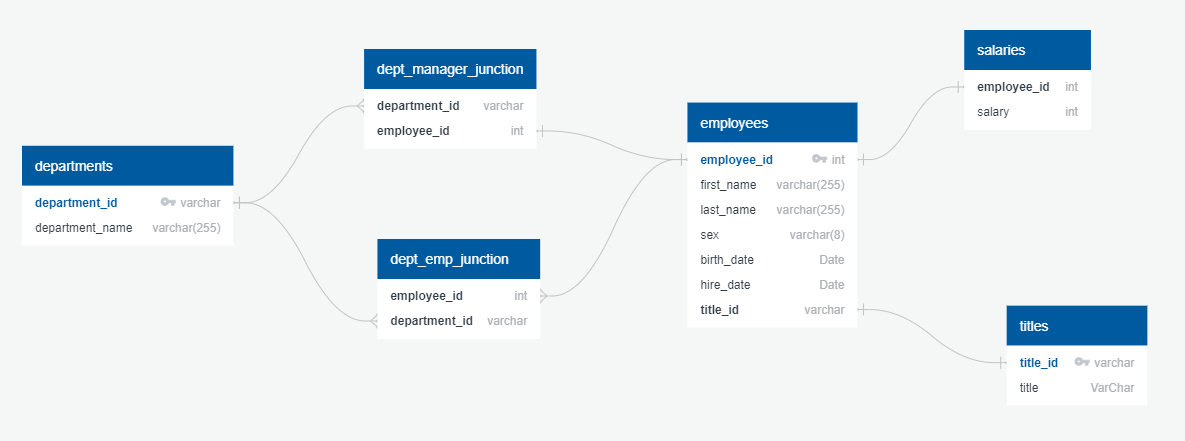 departments
department_id varchar
department_name varchar(255)
dept_manager_junction
department_id varchar
employee_id int
dept_emp_junction
employee_id int
department_id varchar
employees
employee_id int
first_name varchar(255)
last_name varchar(255)
sex varchar(8)
birth_date Date
hire_date Date
title_id varchar
salaries
employee_id int
salary int
titles
title_id varchar
title VarChar